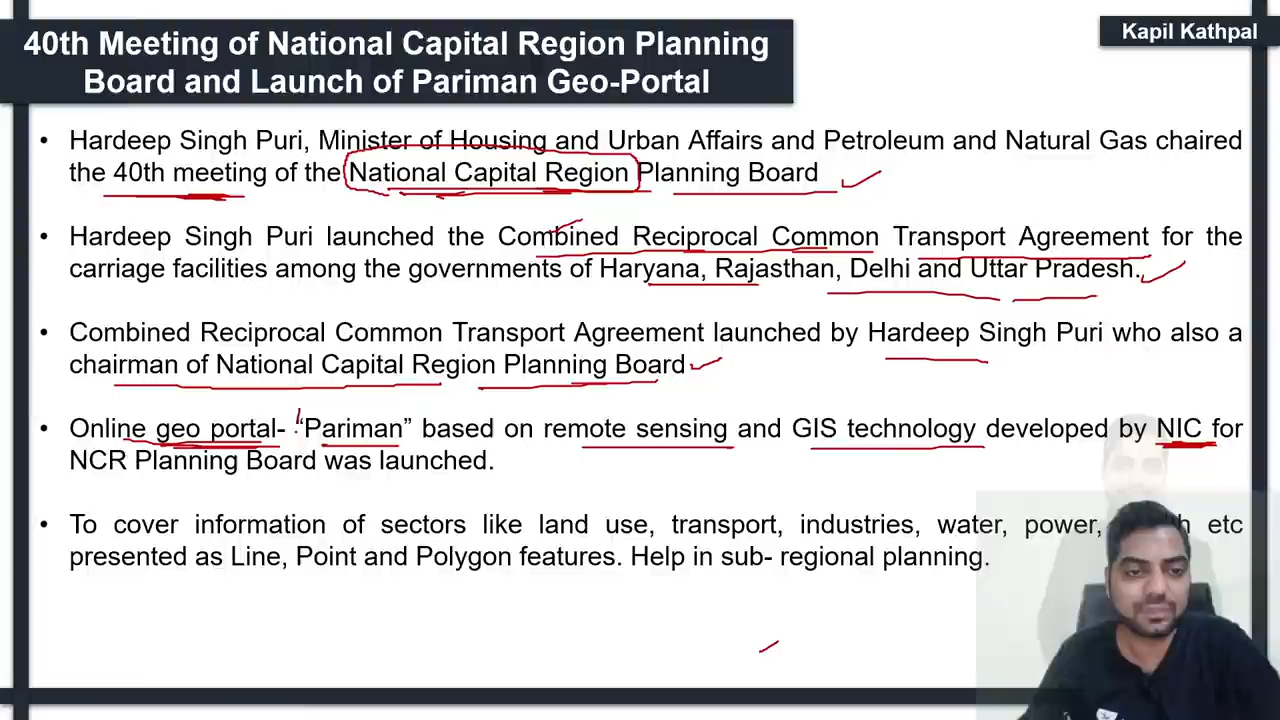 40th Meeting of National Capital Region Planning
Board and Launch of Pariman Geo-Portal
Kapil Kathpal
• Hardeep Singh Puri, Minister of Housing and Urban Affairs and Petroleum and Natural Gas chaired
the 40th meeting of the National Capital Region Planning Board
• Hardeep Singh Puri launched the Combined Reciprocal Common Transport Agreement for the
carriage facilities among the governments of Haryana, Rajasthan, Delhi and Uttar Pradesh.
• Combined Reciprocal Common Transport Agreement launched by Hardeep Singh Puri who also a
chairman of National Capital Region Planning Board
• Online geo portal- “Pariman” based on remote sensing and GIS technology developed by NIC for
NCR Planning Board was launched.
• To cover information of sectors like land use, transport, industries, water, power, etc
presented as Line, Point and Polygon features. Help in sub- regional planning.